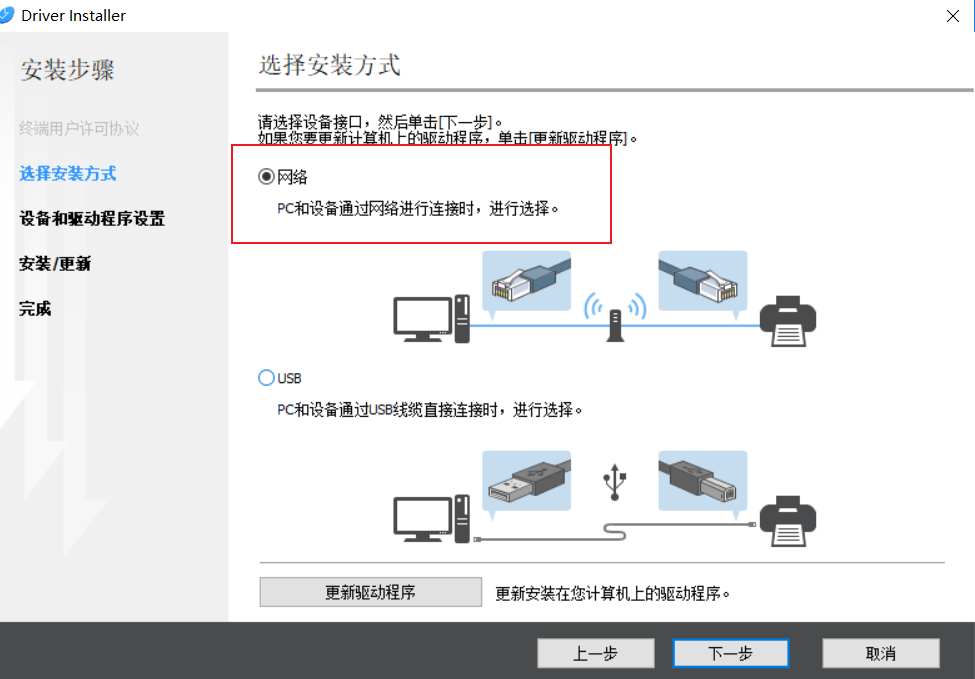 Driver Installer
安装步骤
终端用户许可协议
选择安装方式
设备和驱动程序设置
安装/更新
完成
选择安装方式
请选择设备接口，然后单击[下一步]。
如果您要更新计算机上的驱动程序，单击[更新驱动程序]。
网络
PC和设备通过网络进行连接时，进行选择。
USB
PC和设备通过USB线缆直接连接时，进行选择。
更新驱动程序
更新安装在您计算机上的驱动程序。
上一步
下一步
取消